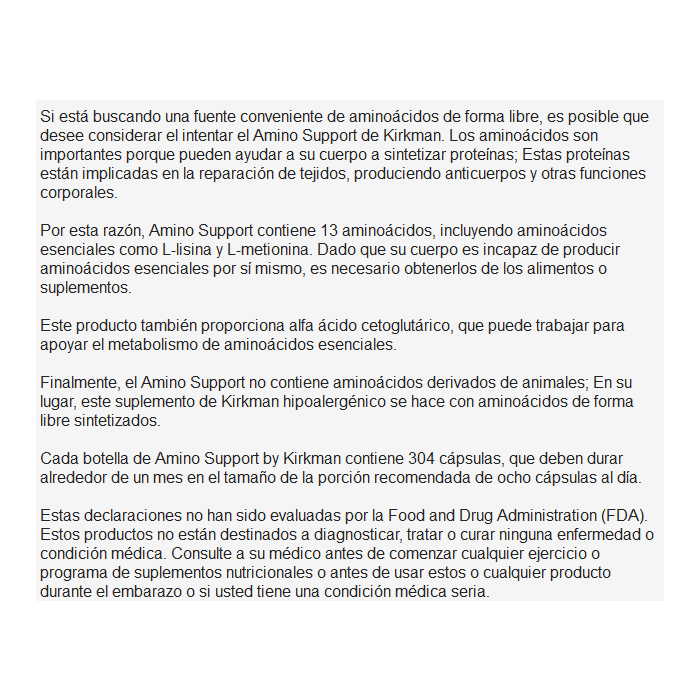 Si está buscando una fuente conveniente de aminoácidos de forma libre, es posible que
desee considerar el intentar el Amino Support de Kirkman. Los aminoácidos son
importantes porque pueden ayudar a su cuerpo a sintetizar proteínas; Estas proteínas
están implicadas en la reparación de tejidos, produciendo anticuerpos y otras funciones
corporales.
Por esta razón, Amino Support contiene 13 aminoácidos, incluyendo aminoácidos
esenciales como L-lisina y L-metionina. Dado que su cuerpo es incapaz de producir
aminoácidos esenciales por sí mismo, es necesario obtenerlos de los alimentos o
suplementos.
Este producto también proporciona alfa ácido cetoglutárico, que puede trabajar para
apoyar el metabolismo de aminoácidos esenciales.
Finalmente, el Amino Support no contiene aminoácidos derivados de animales; En su
lugar, este suplemento de Kirkman hipoalergénico se hace con aminoácidos de forma
libre sintetizados.
Cada botella de Amino Support by Kirkman contiene 304 cápsulas, que deben durar
alrededor de un mes en el tamaño de la porción recomendada de ocho cápsulas al día.
Estas declaraciones no han sido evaluadas por la Food and Drug Administration (FDA).
Estos productos no están destinados a diagnosticar, tratar o curar ninguna enfermedad o
condición médica. Consulte a su médico antes de comenzar cualquier ejercicio o
programa de suplementos nutricionales o antes de usar estos o cualquier producto
durante el embarazo o si usted tiene una condición médica seria.